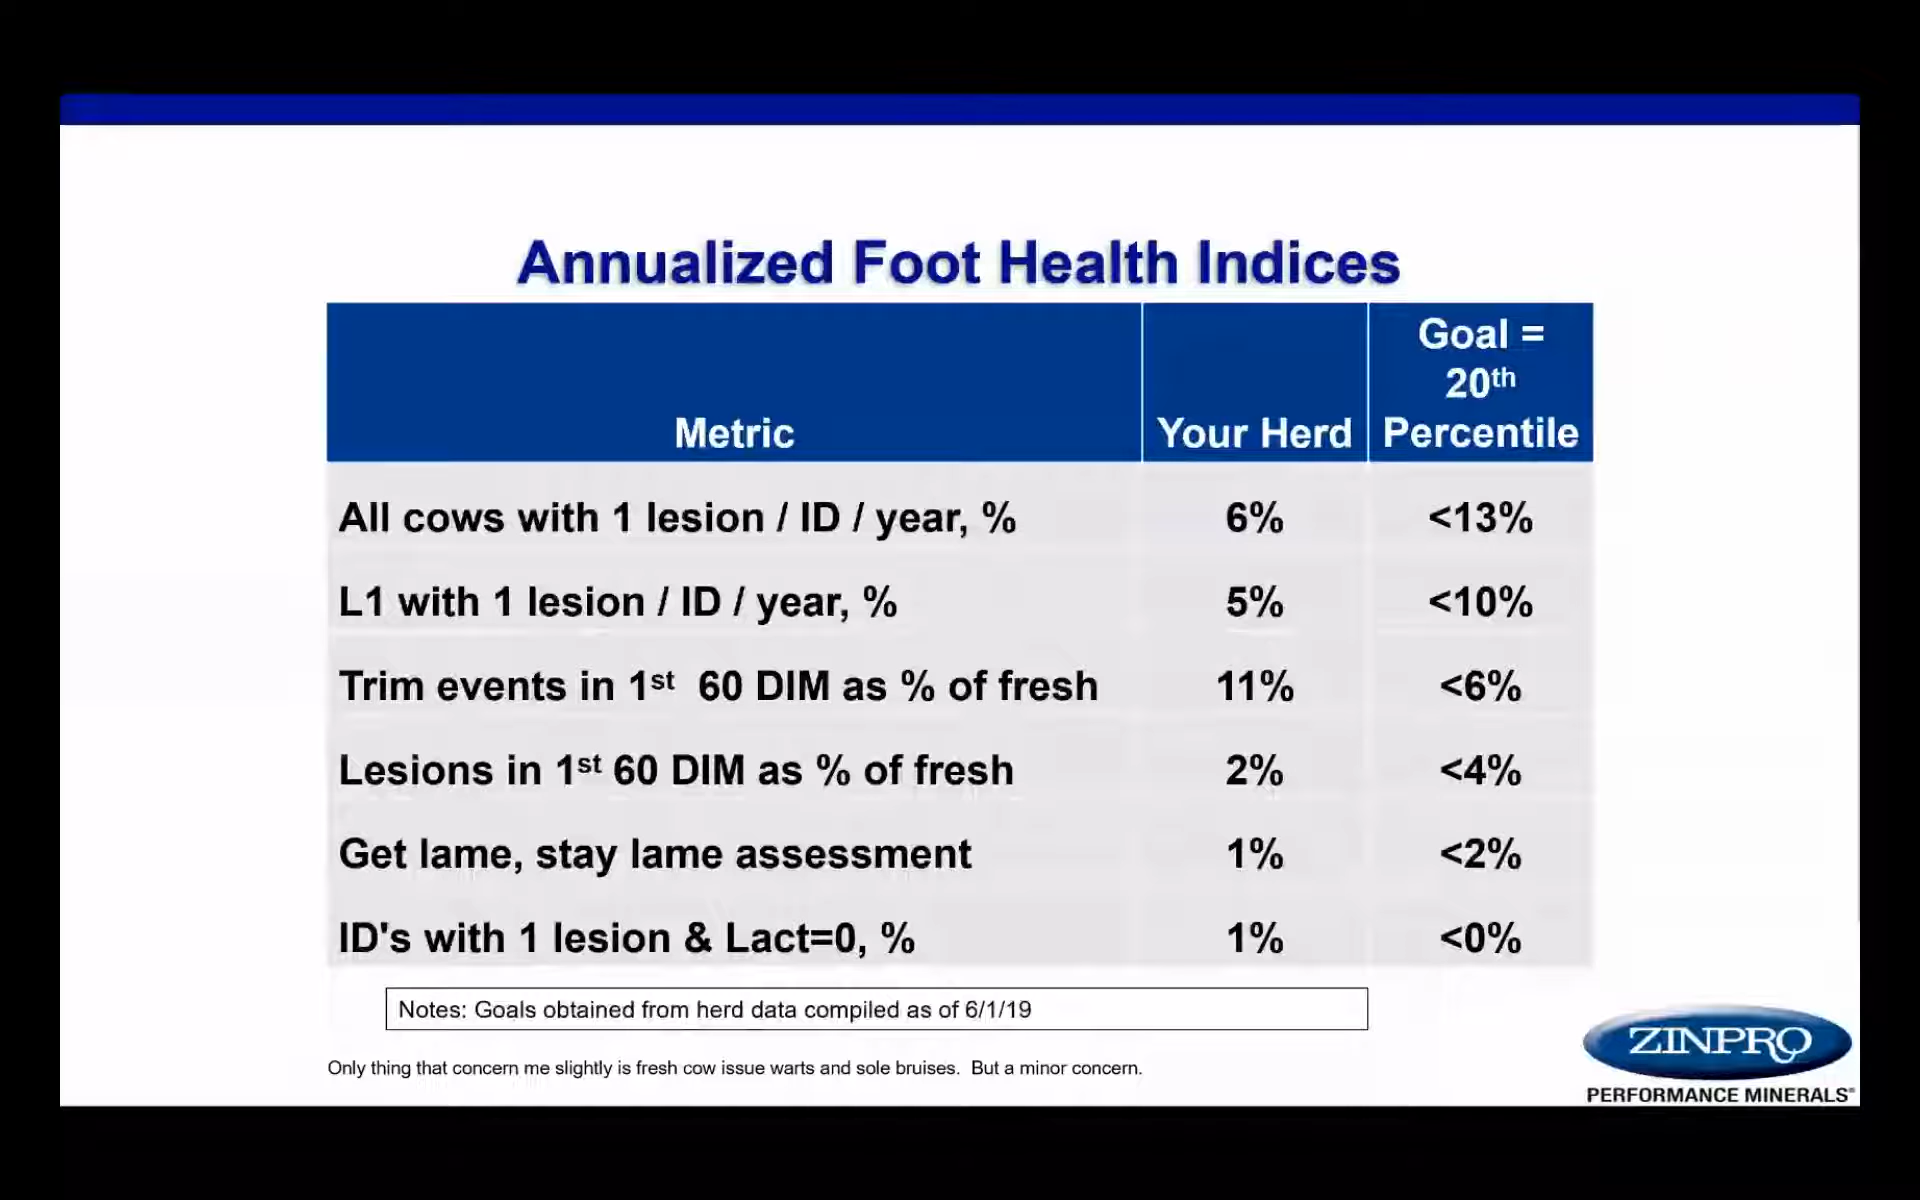 Annualized Foot Health Indices
Metric
Your Herd
Goal =
20th
Percentile
All cows with 1 lesion / ID / year, % 6% <13%
L1 with 1 lesion / ID / year, % 5% <10%
Trim events in 1st 60 DIM as % of fresh 11% <6%
Lesions in 1st 60 DIM as % of fresh 2% <4%
Get lame, stay lame assessment 1% <2%
ID's with 1 lesion & Lact=0, % 1% <0%
Notes: Goals obtained from herd data compiled as of 6/1/19
Only thing that concern me slightly is fresh cow issue warts and sole bruises. But a minor concern.
ZINPRO
PERFORMANCE MINERALS®